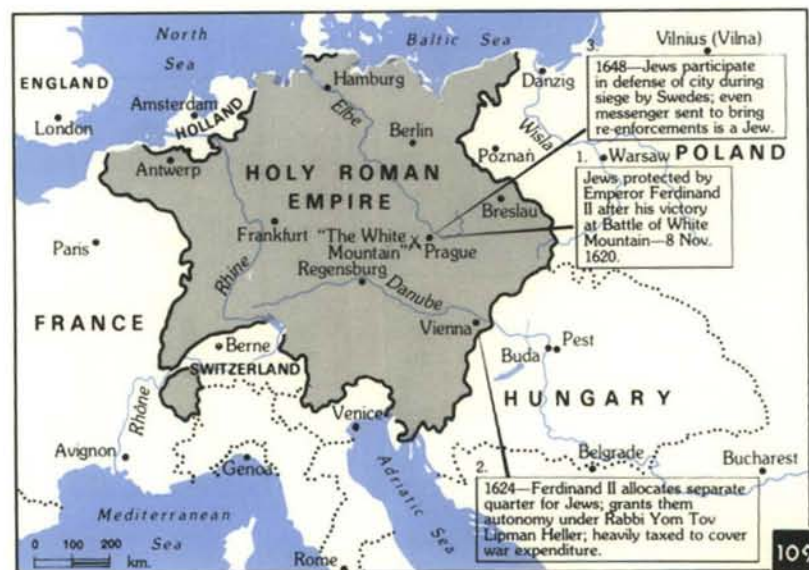 North
Sea
Baltic Sea
Vilnius (Vilna)
3.
1648—Jews participate
in defense of city during
siege by Swedes; even
messenger sent to bring
re-enforcements is a Jew.
ENGLAND
London
Amsterdam
HOLLAND
Hamburg
Elbe
Berlin
Danzig
Wisla
Poznań
Warsaw
POLAND
1.
Jews protected by
Emperor Ferdinand
II after his victory
at Battle of White
Mountain—8 Nov.
1620.
Antwerp
HOLY ROMAN
EMPIRE
Breslau
Frankfurt
"The White
Mountain" X
Prague
Paris
Rhine
Regensburg
Danube
FRANCE
Vienna
Berne
SWITZERLAND
Buda
Pest
HUNGARY
Rhône
Venice
Avignon
Genoa
Adriatic Sea
Belgrade
Bucharest
2.
1624—Ferdinand II allocates separate
quarter for Jews; grants them
autonomy under Rabbi Yom Tov
Lipman Heller; heavily taxed to cover
war expenditure.
Mediterranean
Sea
Rome
0 100 200
km.
109